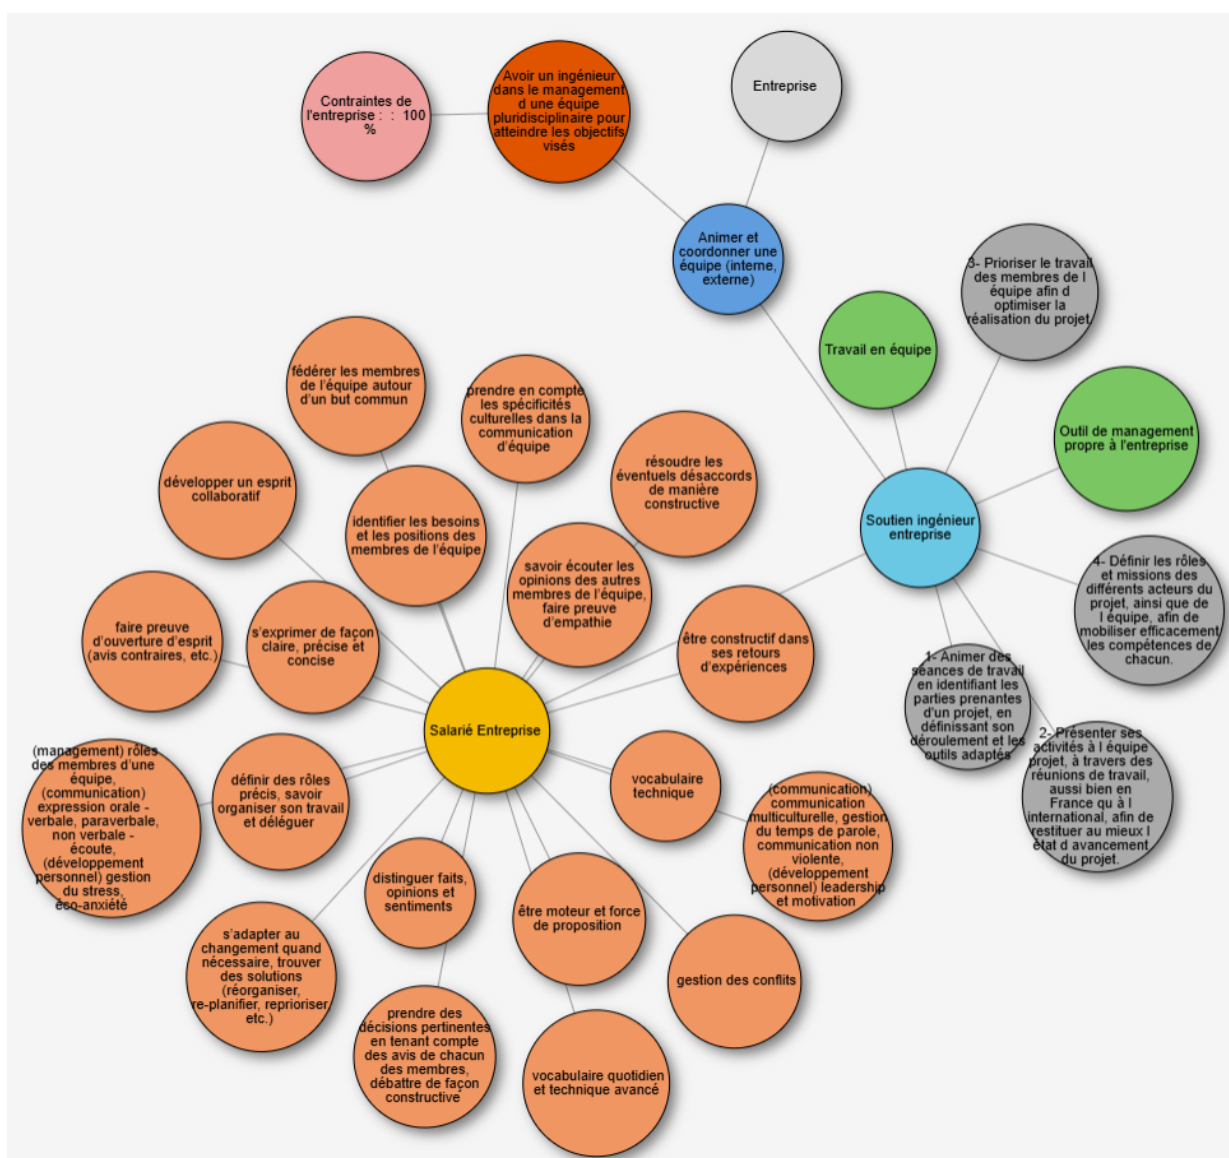 Contraintes de
l'entreprise : : 100
%
Avoir un ingénieur
dans le management
d une équipe
pluridisciplinaire pour
atteindre les objectifs
visés
Entreprise
Animer et
coordonner une
équipe (interne,
externe)
3- Prioriser le travail
des membres de l
équipe afin d
optimiser la
réalisation du projet.
Travail en équipe
Outil de management
propre à l'entreprise
Soutien ingénieur
entreprise
4- Définir les rôles
et missions des
différents acteurs du
projet, ainsi que de
l équipe, afin de
mobiliser efficacement
les compétences de
chacun.
1- Animer des
séances de travail
en identifiant les
parties prenantes
d'un projet, en
définissant son
déroulement et les
outils adaptés
2- Présenter ses
activités à l équipe
projet, à travers des
réunions de travail,
aussi bien en
France qu à l
international, afin de
restituer au mieux l
état d avancement
du projet.
fédérer les membres
de l’équipe autour
d’un but commun
prendre en compte
les spécificités
culturelles dans la
communication
d’équipe
résoudre les
éventuels désaccords
de manière
constructive
développer un esprit
collaboratif
identifier les besoins
et les positions des
membres de l’équipe
savoir écouter les
opinions des autres
membres de l’équipe,
faire preuve
d’empathie
faire preuve
d’ouverture d’esprit
(avis contraires, etc.)
s’exprimer de façon
claire, précise et
concise
être constructif dans
ses retours
d’expériences
Salarié Entreprise
(management) rôles
des membres d’une
équipe,
(communication)
expression orale -
verbale, paraverbale,
non verbale -
écoute,
(développement
personnel) gestion
du stress,
éco-anxiété
définir des rôles
précis, savoir
organiser son travail
et déléguer
vocabulaire
technique
(communication)
communication
multiculturelle, gestion
du temps de parole,
communication non
violente,
(développement
personnel) leadership
et motivation
distinguer faits,
opinions et
sentiments
être moteur et force
de proposition
s’adapter au
changement quand
nécessaire, trouver
des solutions
(réorganiser,
re-planifier, reprioriser,
etc.)
gestion des conflits
prendre des
décisions pertinentes
en tenant compte
des avis de chacun
des membres,
débattre de façon
constructive
vocabulaire quotidien
et technique avancé